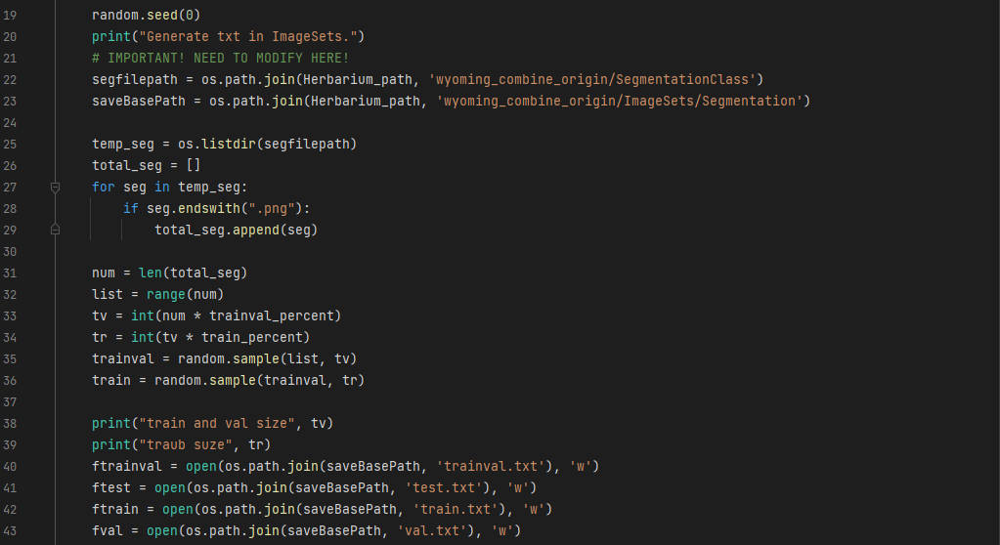 19 random.seed(0)
20 print("Generate txt in ImageSets.")
21 # IMPORTANT! NEED TO MODIFY HERE!
22 segfilepath = os.path.join(Herbarium_path, 'wyoming_combine_origin/SegmentationClass')
23 saveBasePath = os.path.join(Herbarium_path, 'wyoming_combine_origin/ImageSets/Segmentation')
24
25 temp_seg = os.listdir(segfilepath)
26 total_seg = []
27 for seg in temp_seg:
28 if seg.endswith(".png"):
29 total_seg.append(seg)
30
31 num = len(total_seg)
32 list = range(num)
33 tv = int(num * trainval_percent)
34 tr = int(tv * train_percent)
35 trainval = random.sample(list, tv)
36 train = random.sample(trainval, tr)
37
38 print("train and val size", tv)
39 print("traub suze", tr)
40 ftrainval = open(os.path.join(saveBasePath, 'trainval.txt'), 'w')
41 ftest = open(os.path.join(saveBasePath, 'test.txt'), 'w')
42 ftrain = open(os.path.join(saveBasePath, 'train.txt'), 'w')
43 fval = open(os.path.join(saveBasePath, 'val.txt'), 'w')